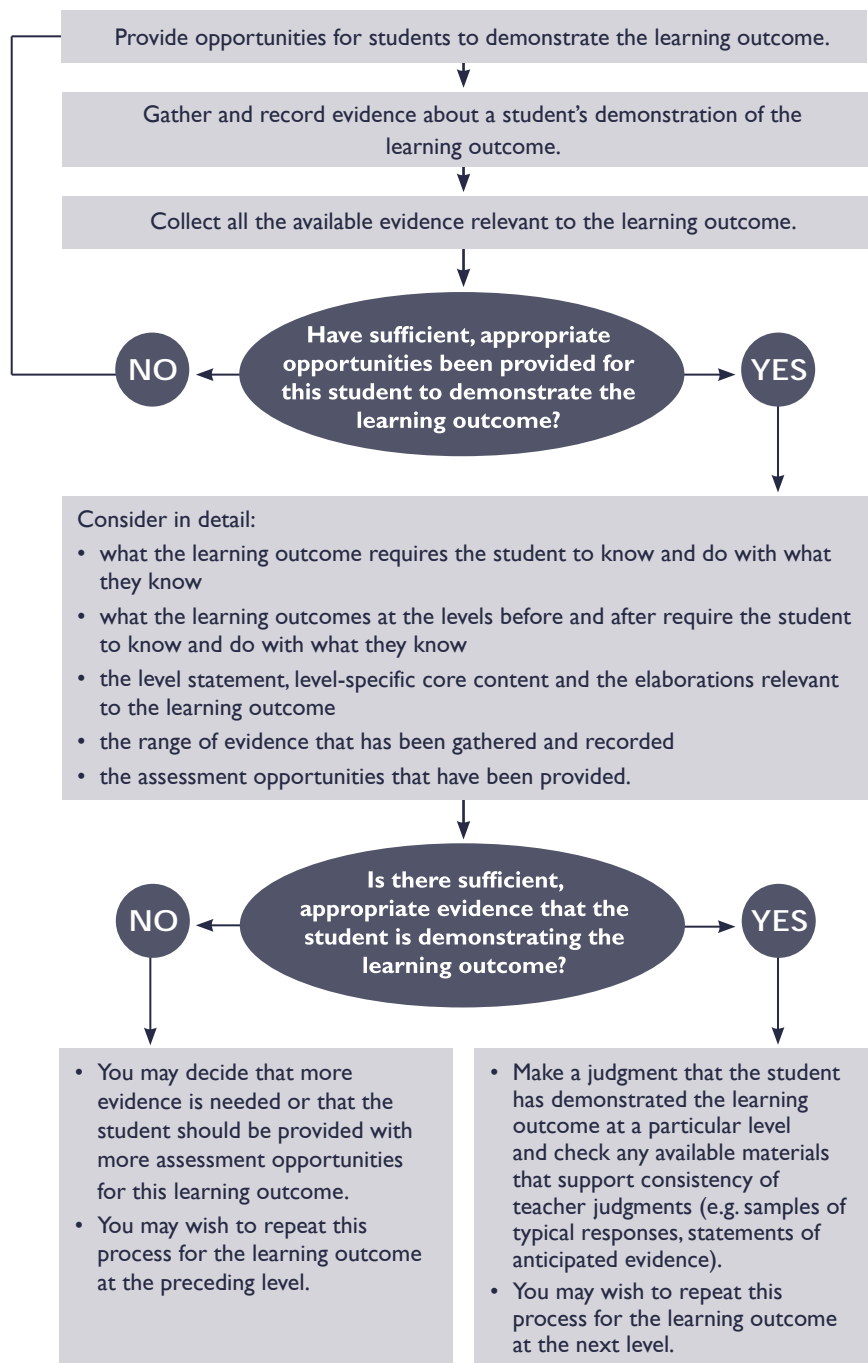 Provide opportunities for students to demonstrate the learning outcome.
Gather and record evidence about a student's demonstration of the
learning outcome.
Collect all the available evidence relevant to the learning outcome.
Have sufficient, appropriate
opportunities been provided for
this student to demonstrate the
learning outcome?
NO
YES
Consider in detail:
• what the learning outcome requires the student to know and do with what
they know
• what the learning outcomes at the levels before and after require the student
to know and do with what they know
• the level statement, level-specific core content and the elaborations relevant
to the learning outcome
• the range of evidence that has been gathered and recorded
• the assessment opportunities that have been provided.
Is there sufficient,
appropriate evidence that the
student is demonstrating the
learning outcome?
NO
YES
• You may decide that more
evidence is needed or that the
student should be provided with
more assessment opportunities
for this learning outcome.
• You may wish to repeat this
process for the learning outcome
at the preceding level.
• Make a judgment that the student
has demonstrated the learning
outcome at a particular level
and check any available materials
that support consistency of
teacher judgments (e.g. samples of
typical responses, statements of
anticipated evidence).
• You may wish to repeat this
process for the learning outcome
at the next level.